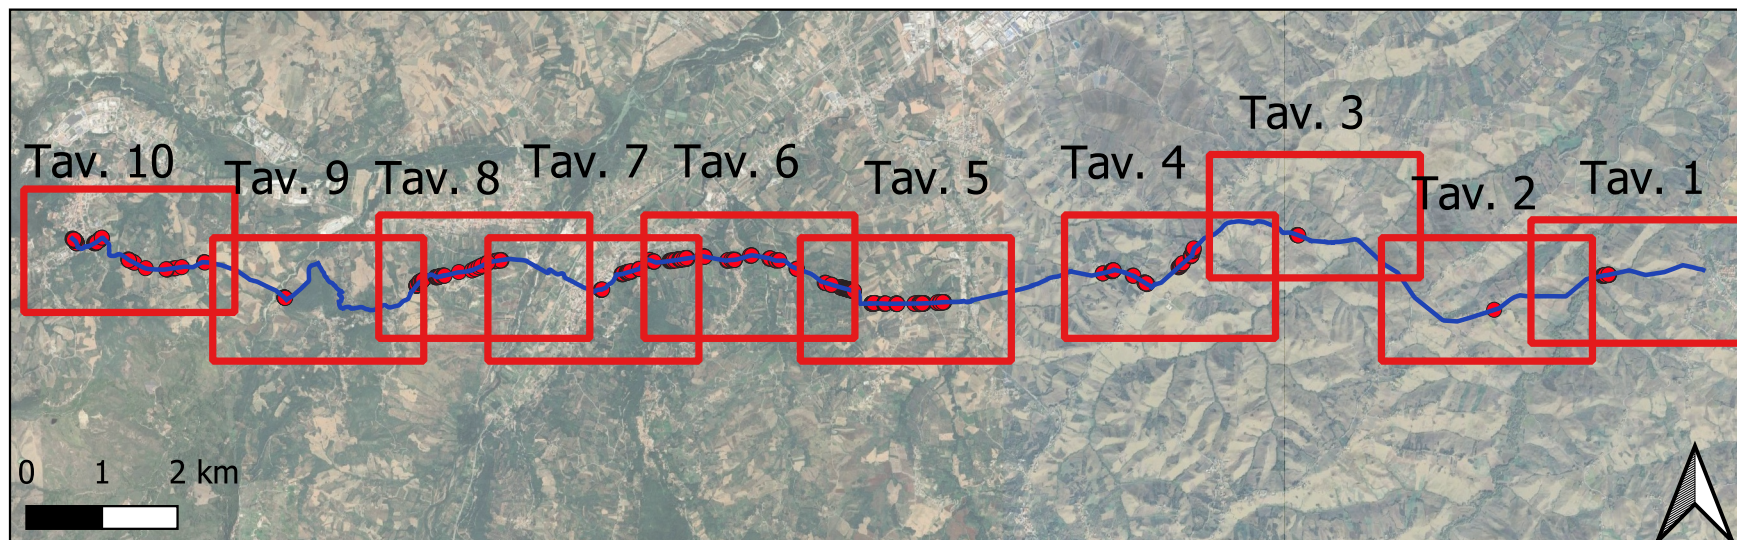 Tav. 10
Tav. 9
Tav. 8
Tav. 7
Tav. 6
Tav. 5
Tav. 4
Tav. 3
Tav. 2
Tav. 1
0 1 2 km